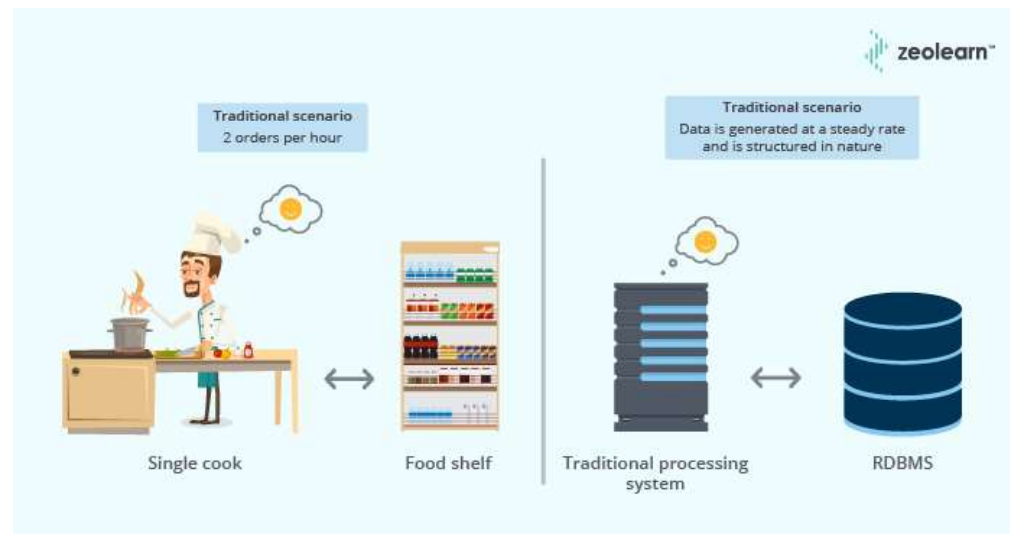 zeolearn™
Traditional scenario
2 orders per hour
Single cook
Food shelf
Traditional scenario
Data is generated at a steady rate
and is structured in nature
Traditional processing
system
RDBMS